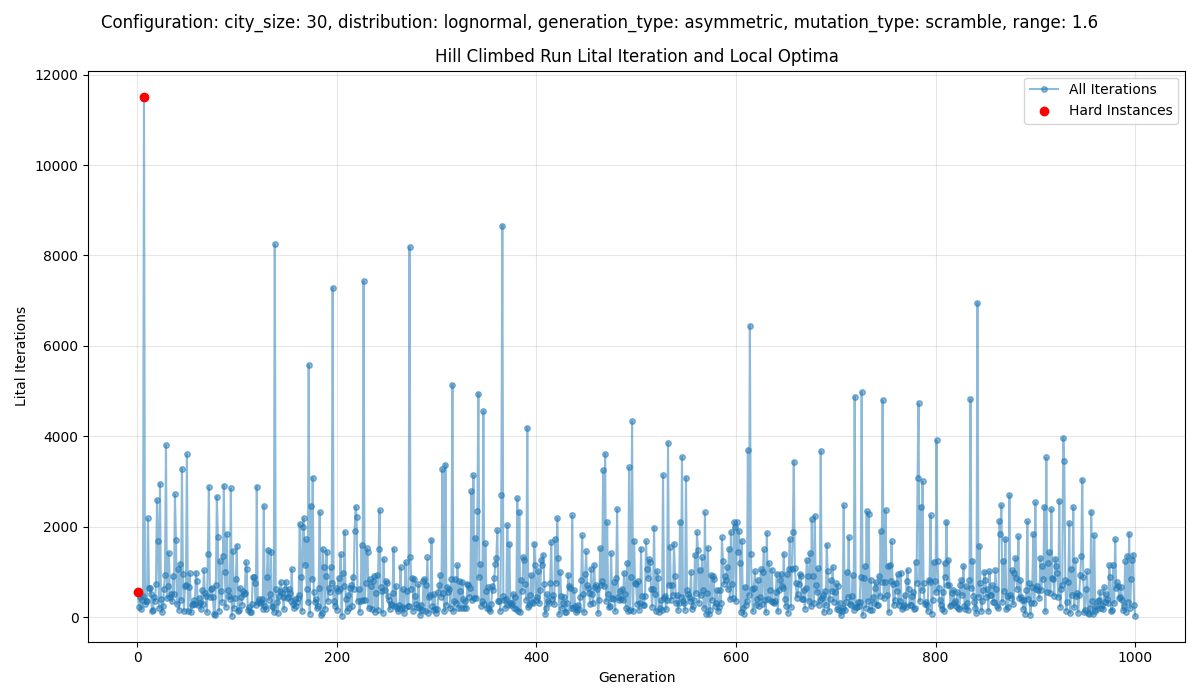 Configuration: city_size: 30, distribution: lognormal, generation_type: asymmetric, mutation_type: scramble, range: 1.6
Hill Climbed Run Lital Iteration and Local Optima
12000
10000
8000
6000
4000
2000
0
Lital Iterations
All Iterations
Hard Instances
0 200 400 600 800 1000
Generation